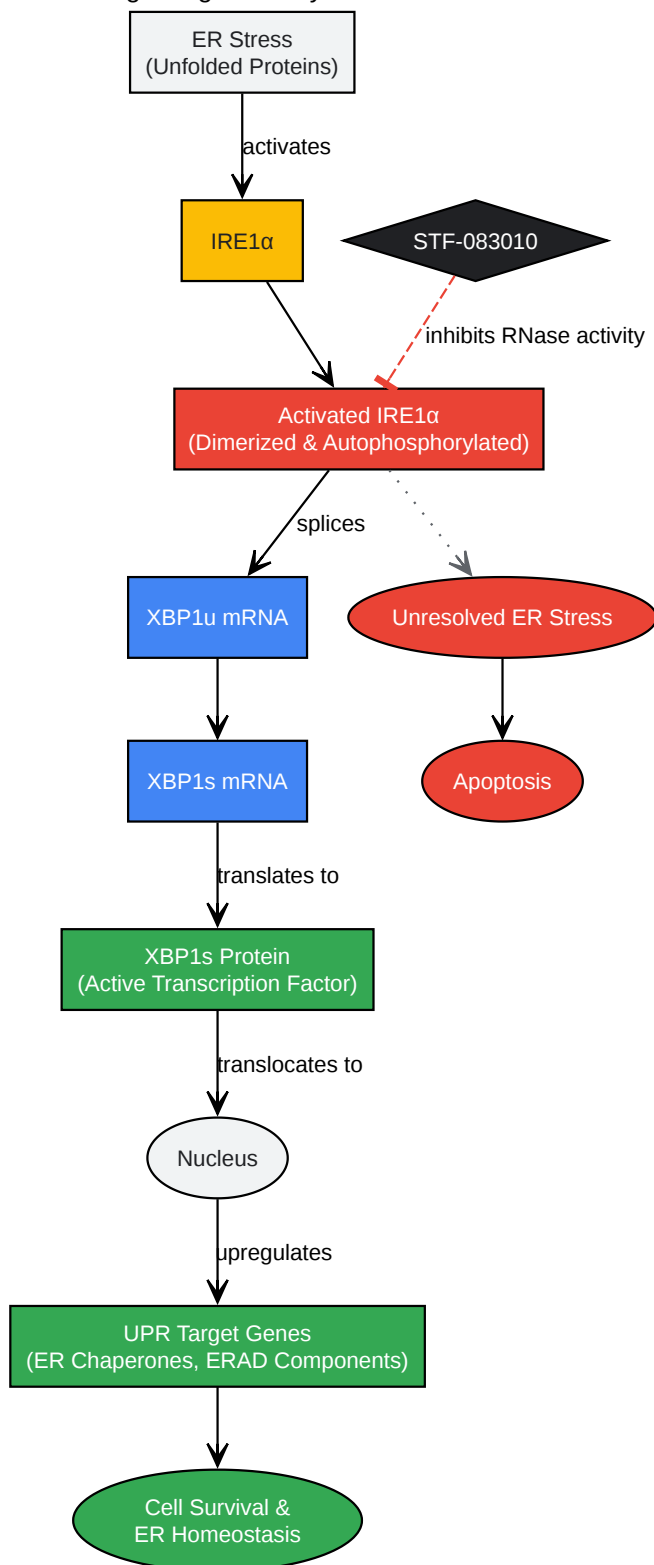 ER Stress
(Unfolded Proteins)
activates
IRE1α
STF-083010
inhibits RNase activity
Activated IRE1α
(Dimerized & Autophosphorylated)
splices
XBP1u mRNA
Unresolved ER Stress
XBP1s mRNA
Apoptosis
translates to
XBP1s Protein
(Active Transcription Factor)
translocates to
Nucleus
upregulates
UPR Target Genes
(ER Chaperones, ERAD Components)
Cell Survival &
ER Homeostasis